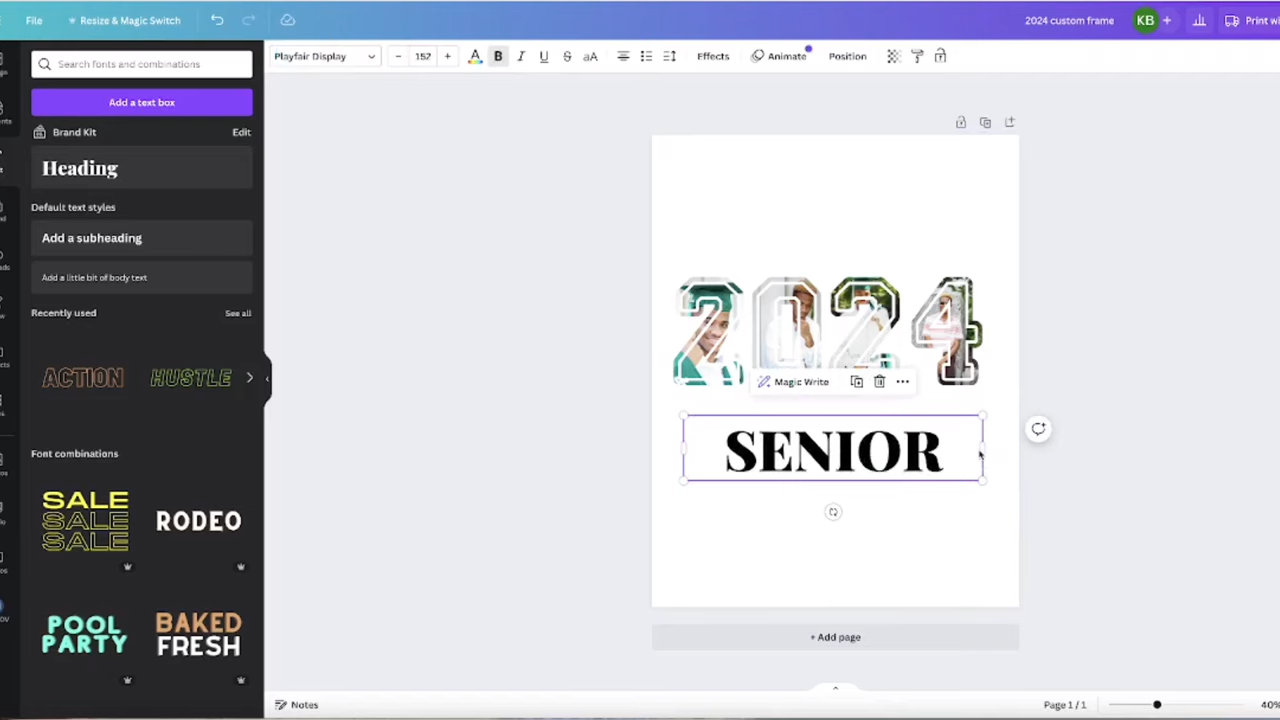 File Resize & Magic Switch 2024 custom frame KB + Print
Search fonts and combinations
Playfair Display − 157 + A B I U S aA Effects Animate Position
Add a text box
Brand Kit Edit
Heading
Default text styles
Add a subheading
Add a little bit of body text
Recently used See all
ACTION HUSTLE
Font combinations
SALE
SALE
SALE
RODEO
POOL
PARTY
BAKED
FRESH
2024
Magic Write
SENIOR
+ Add page
Notes Page 1 / 1 40%